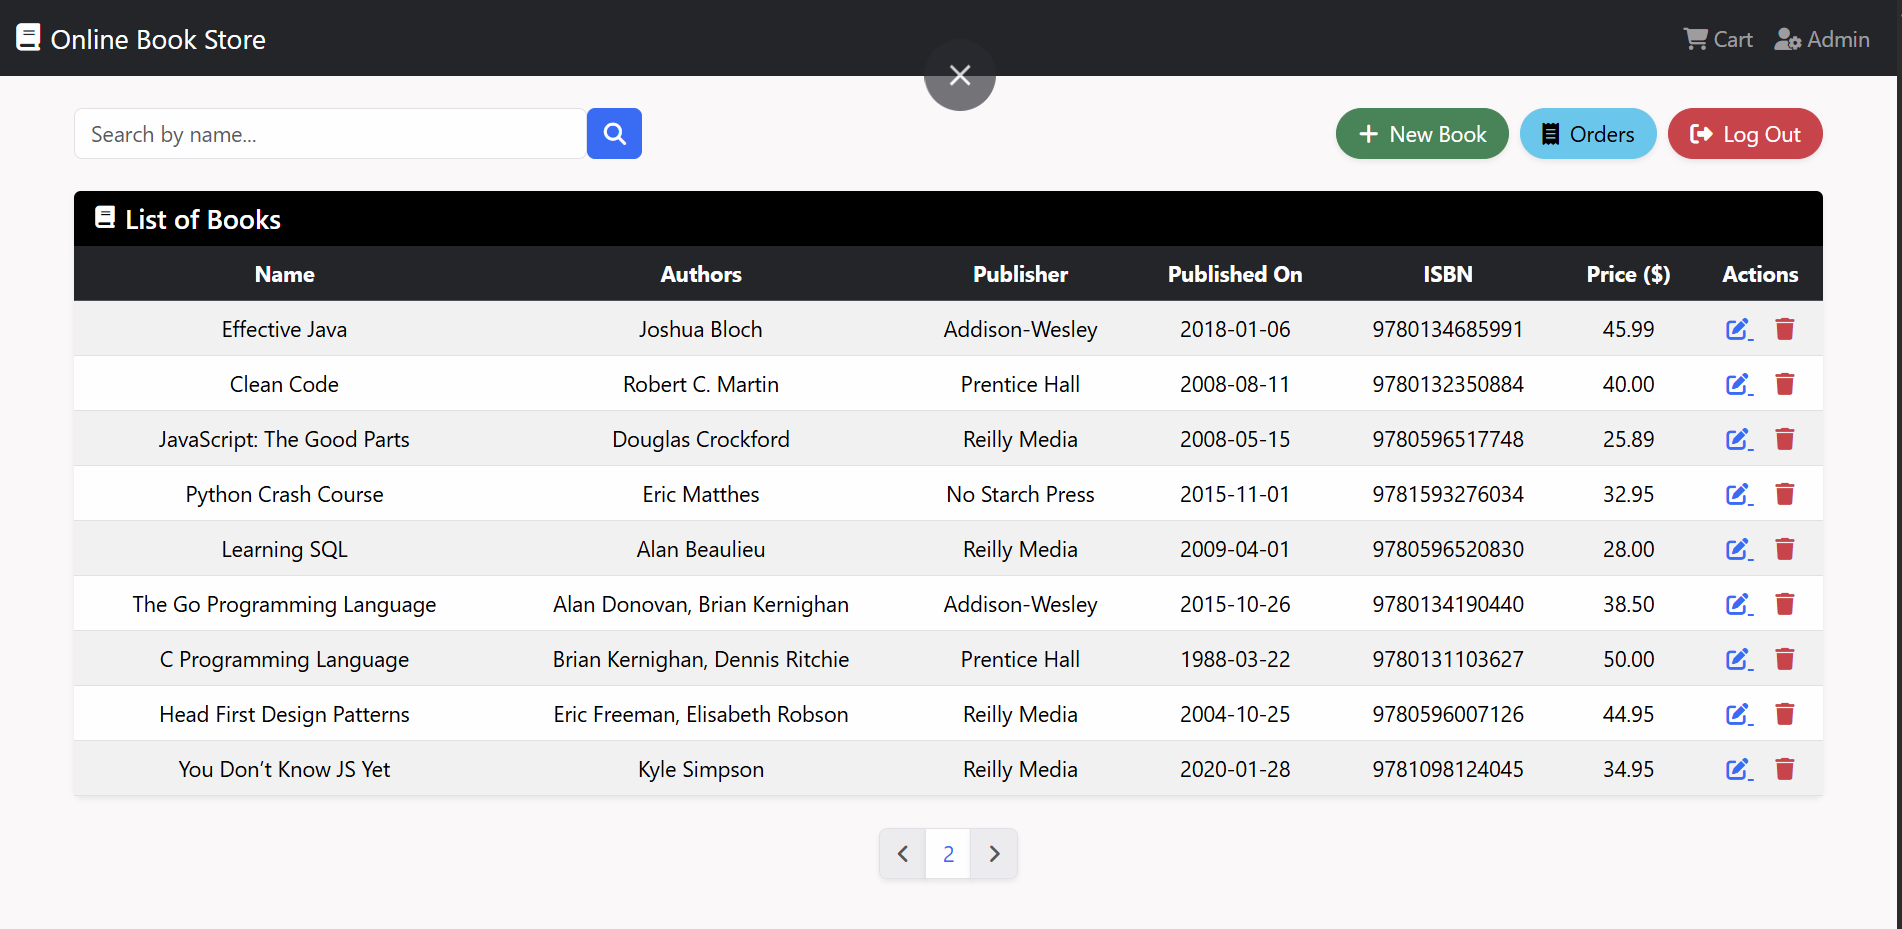 Online Book Store Cart Admin
Search by name... New Book Orders Log Out
List of Books
Name Authors Publisher Published On ISBN Price ($) Actions
Effective Java Joshua Bloch Addison-Wesley 2018-01-06 9780134685991 45.99
Clean Code Robert C. Martin Prentice Hall 2008-08-11 9780132350884 40.00
JavaScript: The Good Parts Douglas Crockford Reilly Media 2008-05-15 9780596517748 25.89
Python Crash Course Eric Matthes No Starch Press 2015-11-01 9781593276034 32.95
Learning SQL Alan Beaulieu Reilly Media 2009-04-01 9780596520830 28.00
The Go Programming Language Alan Donovan, Brian Kernighan Addison-Wesley 2015-10-26 9780134190440 38.50
C Programming Language Brian Kernighan, Dennis Ritchie Prentice Hall 1988-03-22 9780131103627 50.00
Head First Design Patterns Eric Freeman, Elisabeth Robson Reilly Media 2004-10-25 9780596007126 44.95
You Don’t Know JS Yet Kyle Simpson Reilly Media 2020-01-28 9781098124045 34.95
2